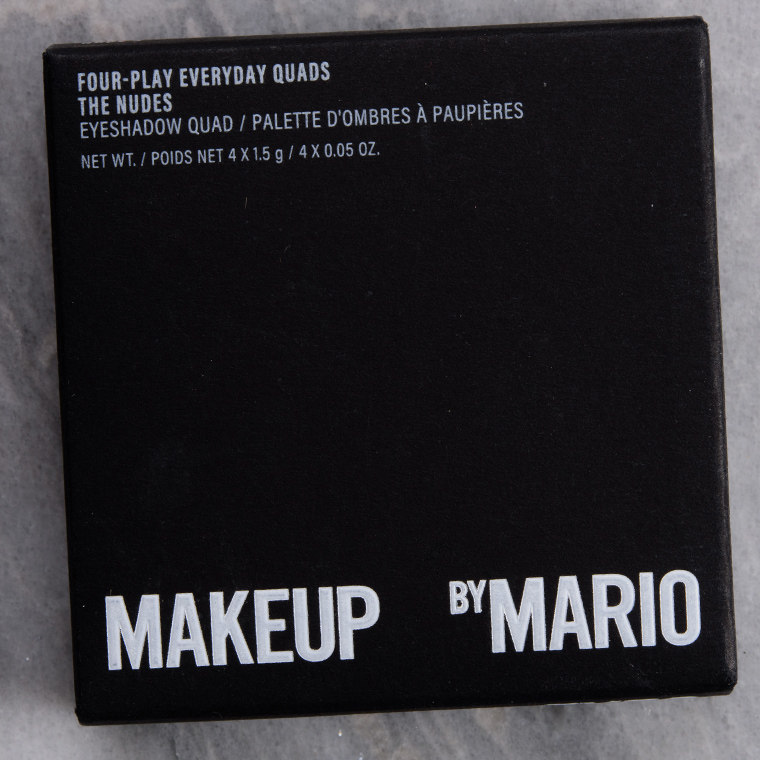 FOUR-PLAY EVERYDAY QUADS
THE NUDES
EYESHADOW QUAD / PALETTE D'OMBRES À PAUPIÈRES
NET WT. / POIDS NET 4 X 1.5 g / 4 X 0.05 OZ.
MAKEUP BY MARIO